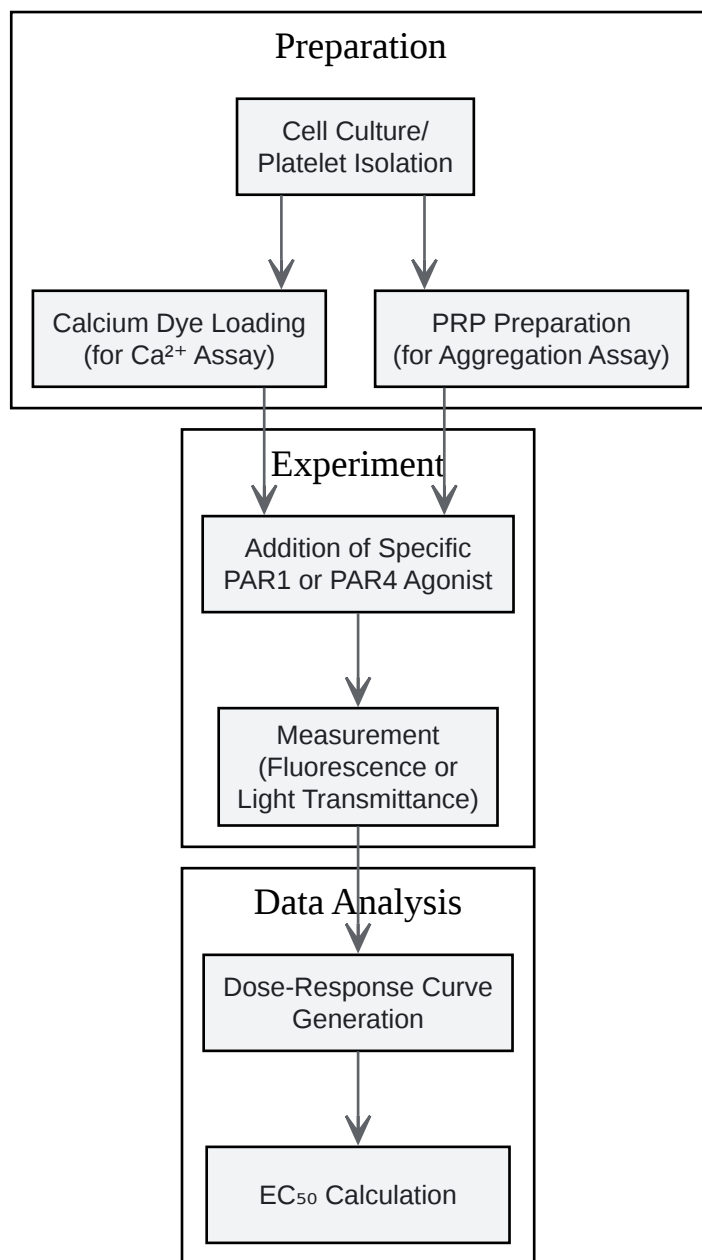 Preparation
Cell Culture/
Platelet Isolation
Calcium Dye Loading
(for Ca²⁺ Assay)
PRP Preparation
(for Aggregation Assay)
Experiment
Addition of Specific
PAR1 or PAR4 Agonist
Measurement
(Fluorescence or
Light Transmittance)
Data Analysis
Dose-Response Curve
Generation
EC₅₀ Calculation